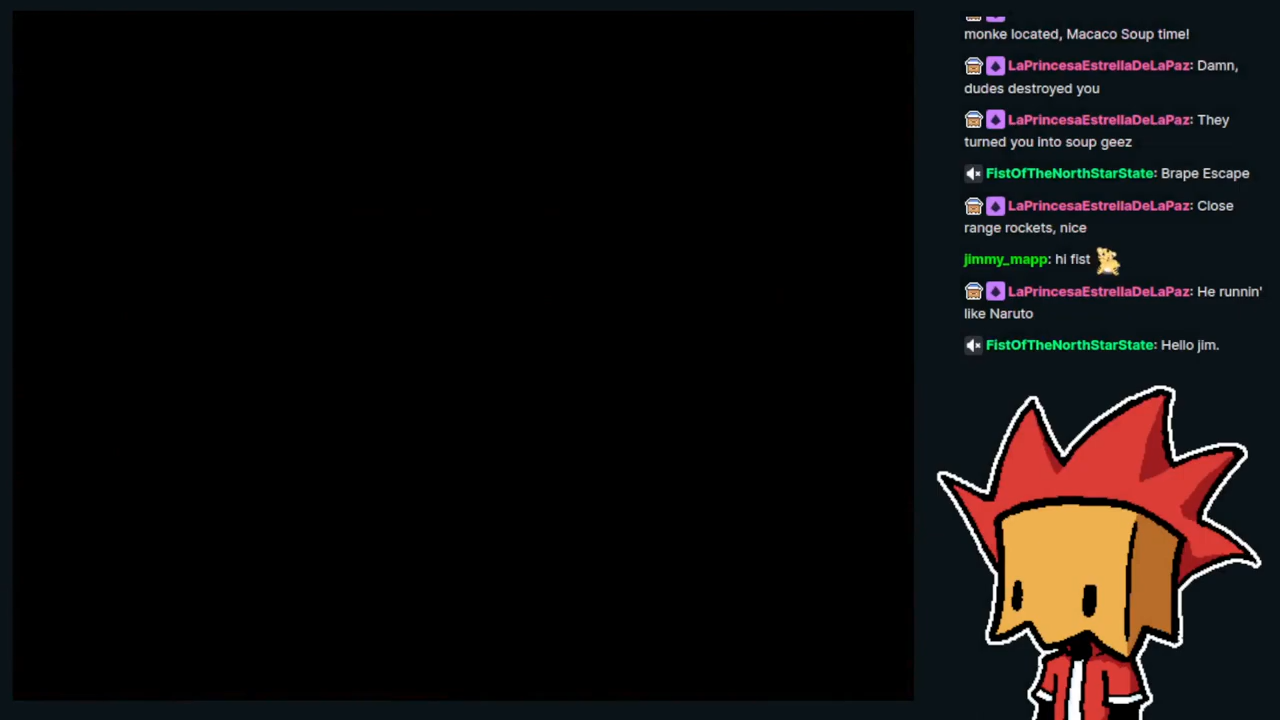 monke located, Macaco Soup time!
LaPrincesaEstrellaDeLaPaz: Damn,
dudes destroyed you
LaPrincesaEstrellaDeLaPaz: They
turned you into soup geez
FistOfTheNorthStarState: Brape Escape
LaPrincesaEstrellaDeLaPaz: Close
range rockets, nice
jimmy_mapp: hi fist
LaPrincesaEstrellaDeLaPaz: He runnin'
like Naruto
FistOfTheNorthStarState: Hello jim.